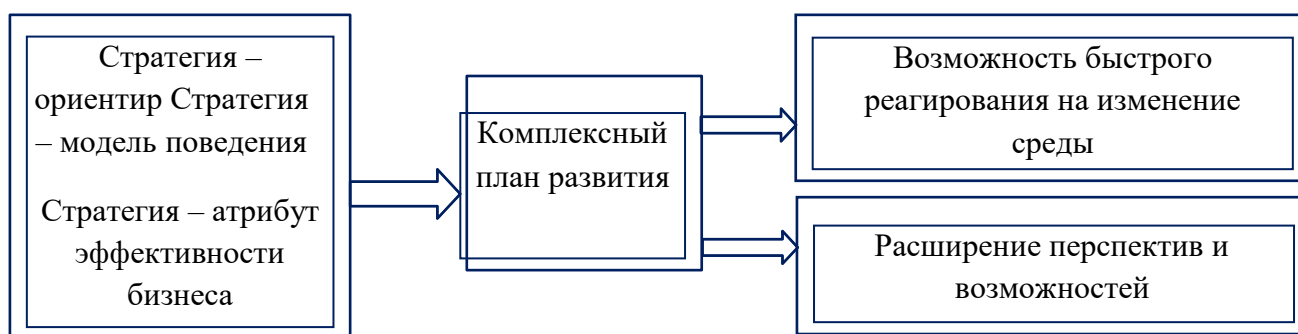 Стратегия –
ориентир Стратегия
– модель поведения
Стратегия – атрибут
эффективности
бизнеса
Комплексный
план развития
Возможность быстрого
реагирования на изменение
среды
Расширение перспектив и
возможностей